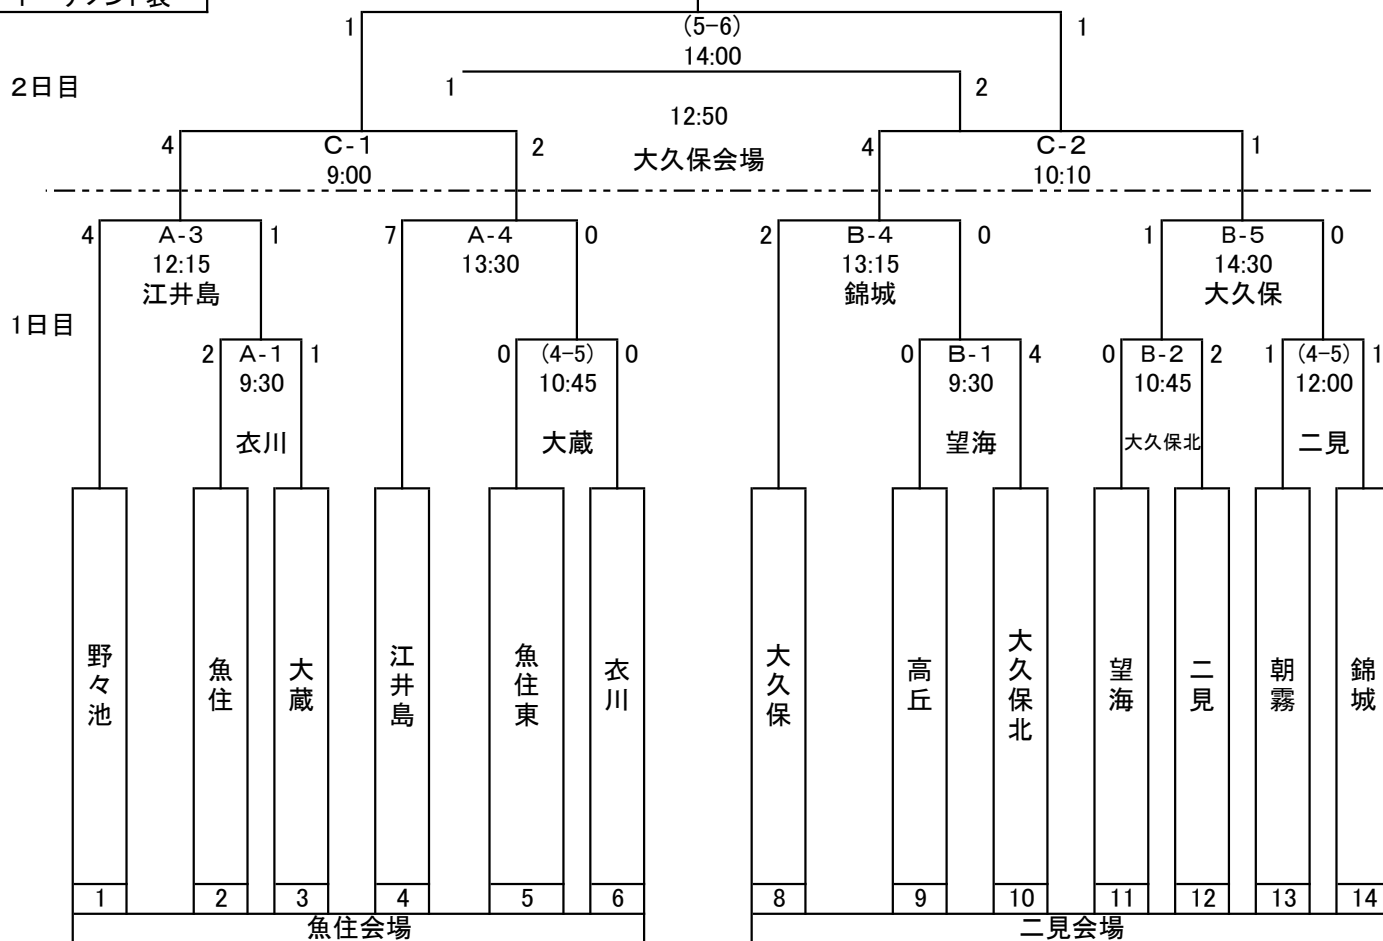 トーナメント表
1 (5-6) 1
14:00
2日目
1 2
12:50
4 C-1 2 大久保会場 4 C-2 1
9:00 10:10
4 A-3 1 7 A-4 0 2 B-4 0 1 B-5 0
12:15 13:30 13:15 14:30
江井島 錦城 大久保
1日目
2 A-1 1 0 (4-5) 0 0 B-1 4 0 B-2 2 1 (4-5) 1
9:30 10:45 9:30 10:45 12:00
衣川 大蔵 望海 大久保北 二見
野々池 魚住 大蔵 江井島 魚住東 衣川 大久保 高丘 大久保北 望海 二見 朝霧 錦城
1 2 3 4 5 6 8 9 10 11 12 13 14
魚住会場 二見会場